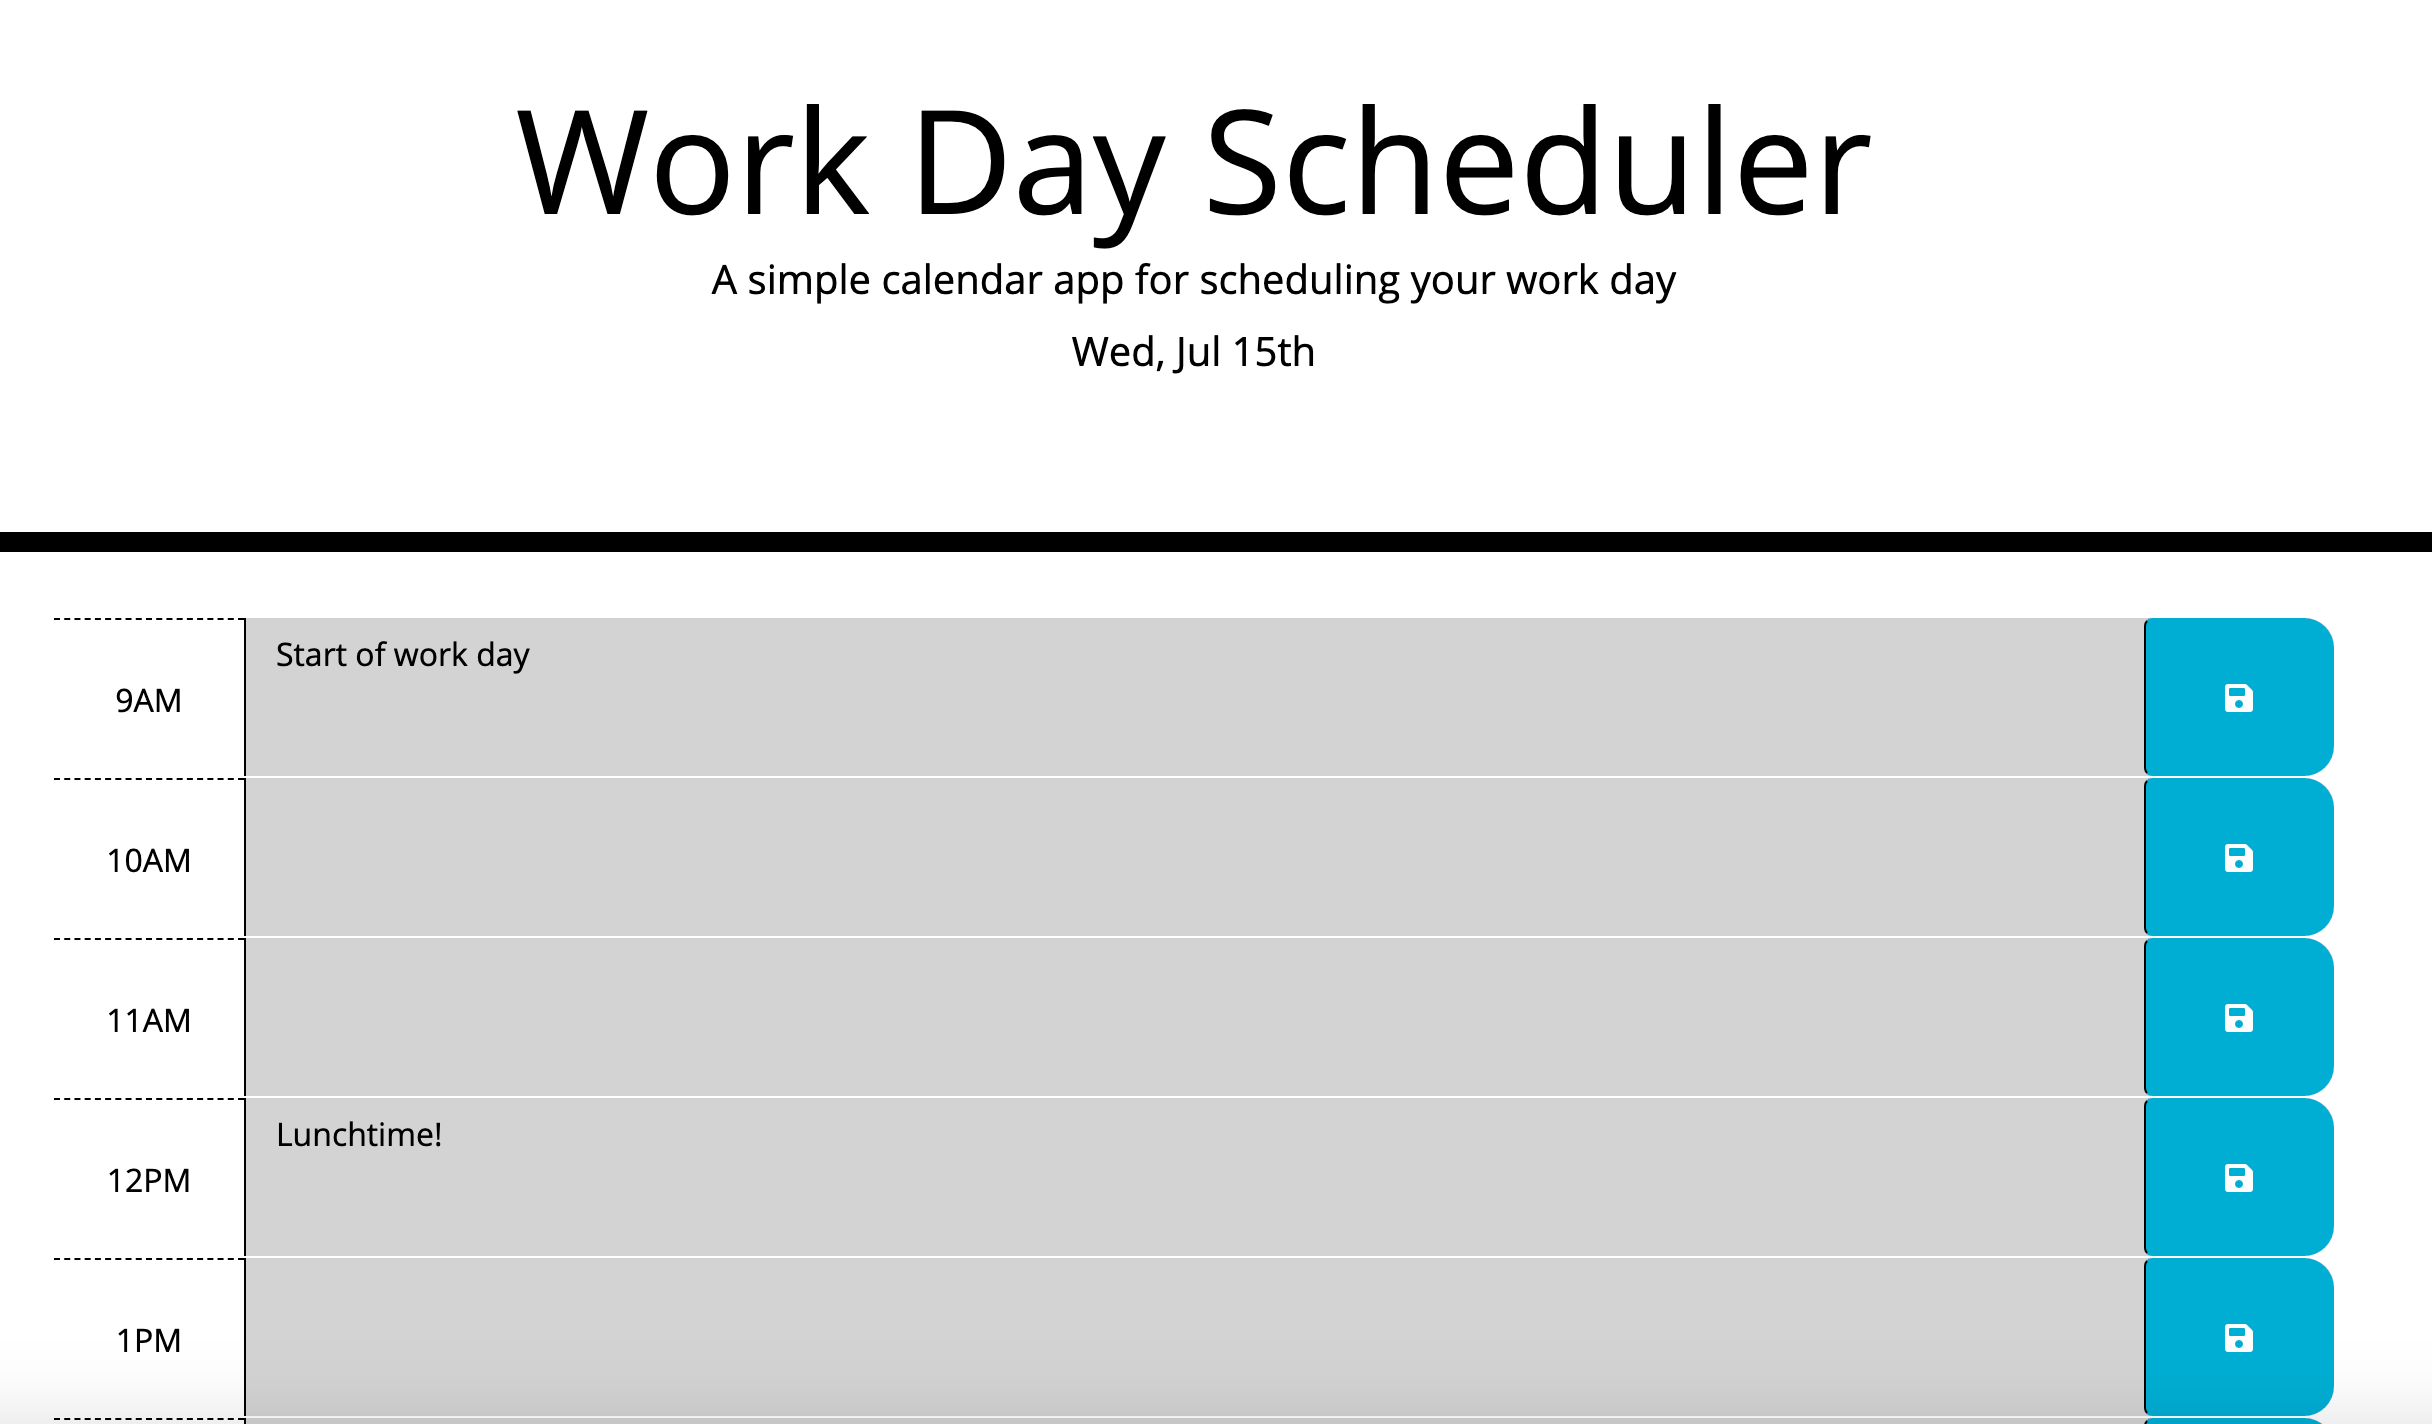 Work Day Scheduler
A simple calendar app for scheduling your work day
Wed, Jul 15th
9AM
Start of work day
10AM
11AM
12PM
Lunchtime!
1PM